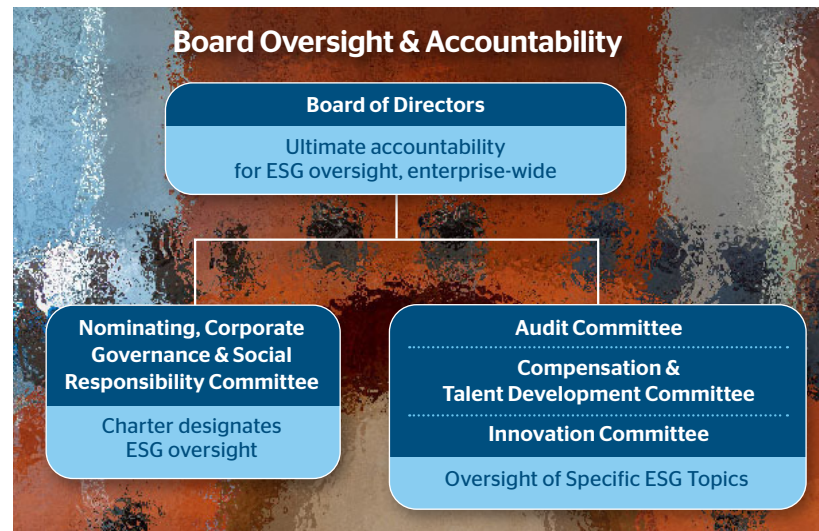 Board Oversight & Accountability
Board of Directors
Ultimate accountability
for ESG oversight, enterprise-wide
Nominating, Corporate
Governance & Social
Responsibility Committee
Charter designates
ESG oversight
Audit Committee
Compensation &
Talent Development Committee
Innovation Committee
Oversight of Specific ESG Topics